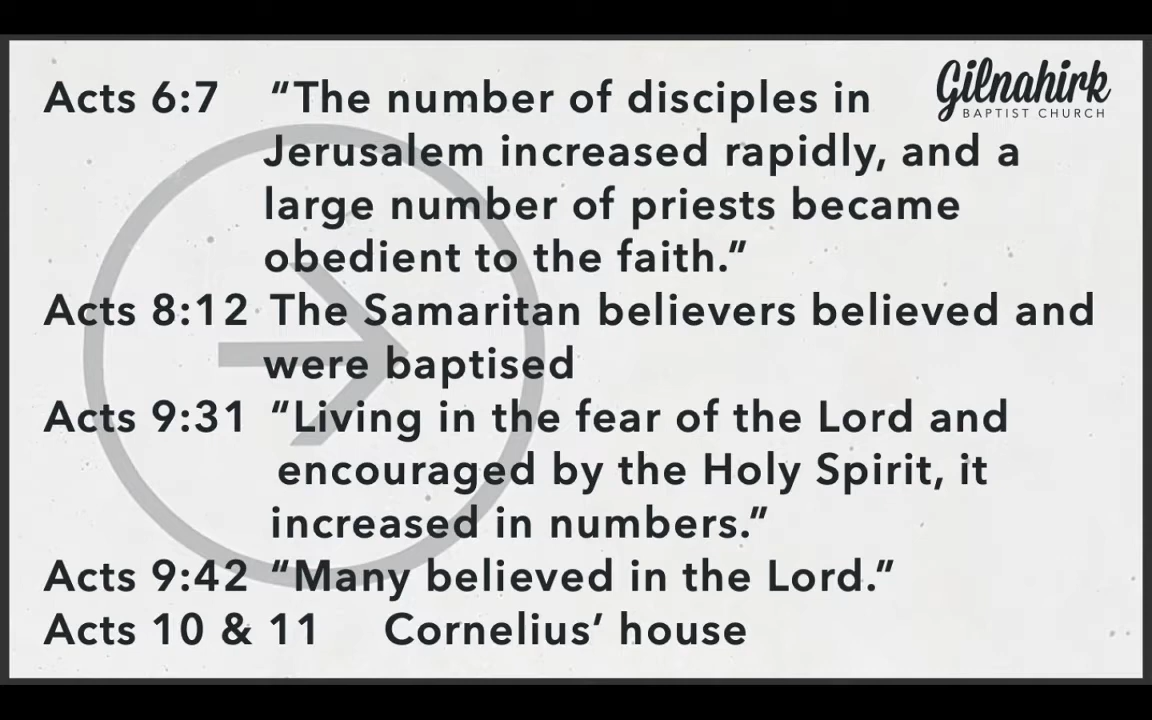 Gilnahirk
BAPTIST CHURCH
Acts 6:7 “The number of disciples in
Jerusalem increased rapidly, and a
large number of priests became
obedient to the faith.”
Acts 8:12 The Samaritan believers believed and
were baptised
Acts 9:31 “Living in the fear of the Lord and
encouraged by the Holy Spirit, it
increased in numbers.”
Acts 9:42 “Many believed in the Lord.”
Acts 10 & 11 Cornelius’ house